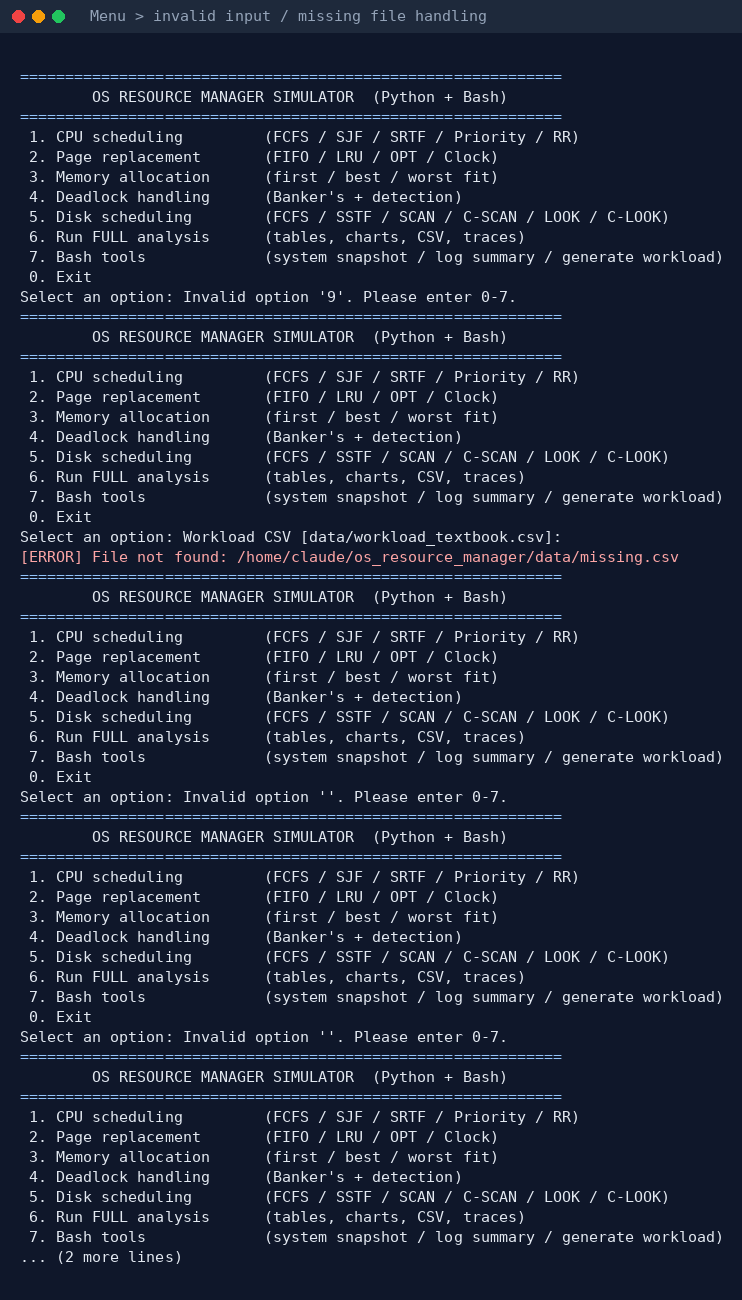 Menu > invalid input / missing file handling
============================================================
        OS RESOURCE MANAGER SIMULATOR  (Python + Bash)
============================================================
 1. CPU scheduling         (FCFS / SJF / SRTF / Priority / RR)
 2. Page replacement       (FIFO / LRU / OPT / Clock)
 3. Memory allocation      (first / best / worst fit)
 4. Deadlock handling      (Banker's + detection)
 5. Disk scheduling        (FCFS / SSTF / SCAN / C-SCAN / LOOK / C-LOOK)
 6. Run FULL analysis      (tables, charts, CSV, traces)
 7. Bash tools             (system snapshot / log summary / generate workload)
 0. Exit
Select an option: Invalid option '9'. Please enter 0-7.
============================================================
        OS RESOURCE MANAGER SIMULATOR  (Python + Bash)
============================================================
 1. CPU scheduling         (FCFS / SJF / SRTF / Priority / RR)
 2. Page replacement       (FIFO / LRU / OPT / Clock)
 3. Memory allocation      (first / best / worst fit)
 4. Deadlock handling      (Banker's + detection)
 5. Disk scheduling        (FCFS / SSTF / SCAN / C-SCAN / LOOK / C-LOOK)
 6. Run FULL analysis      (tables, charts, CSV, traces)
 7. Bash tools             (system snapshot / log summary / generate workload)
 0. Exit
Select an option: Workload CSV [data/workload_textbook.csv]:
[ERROR] File not found: /home/claude/os_resource_manager/data/missing.csv
============================================================
        OS RESOURCE MANAGER SIMULATOR  (Python + Bash)
============================================================
 1. CPU scheduling         (FCFS / SJF / SRTF / Priority / RR)
 2. Page replacement       (FIFO / LRU / OPT / Clock)
 3. Memory allocation      (first / best / worst fit)
 4. Deadlock handling      (Banker's + detection)
 5. Disk scheduling        (FCFS / SSTF / SCAN / C-SCAN / LOOK / C-LOOK)
 6. Run FULL analysis      (tables, charts, CSV, traces)
 7. Bash tools             (system snapshot / log summary / generate workload)
 0. Exit
Select an option: Invalid option ''. Please enter 0-7.
============================================================
        OS RESOURCE MANAGER SIMULATOR  (Python + Bash)
============================================================
 1. CPU scheduling         (FCFS / SJF / SRTF / Priority / RR)
 2. Page replacement       (FIFO / LRU / OPT / Clock)
 3. Memory allocation      (first / best / worst fit)
 4. Deadlock handling      (Banker's + detection)
 5. Disk scheduling        (FCFS / SSTF / SCAN / C-SCAN / LOOK / C-LOOK)
 6. Run FULL analysis      (tables, charts, CSV, traces)
 7. Bash tools             (system snapshot / log summary / generate workload)
 0. Exit
Select an option: Invalid option ''. Please enter 0-7.
============================================================
        OS RESOURCE MANAGER SIMULATOR  (Python + Bash)
============================================================
 1. CPU scheduling         (FCFS / SJF / SRTF / Priority / RR)
 2. Page replacement       (FIFO / LRU / OPT / Clock)
 3. Memory allocation      (first / best / worst fit)
 4. Deadlock handling      (Banker's + detection)
 5. Disk scheduling        (FCFS / SSTF / SCAN / C-SCAN / LOOK / C-LOOK)
 6. Run FULL analysis      (tables, charts, CSV, traces)
 7. Bash tools             (system snapshot / log summary / generate workload)
... (2 more lines)